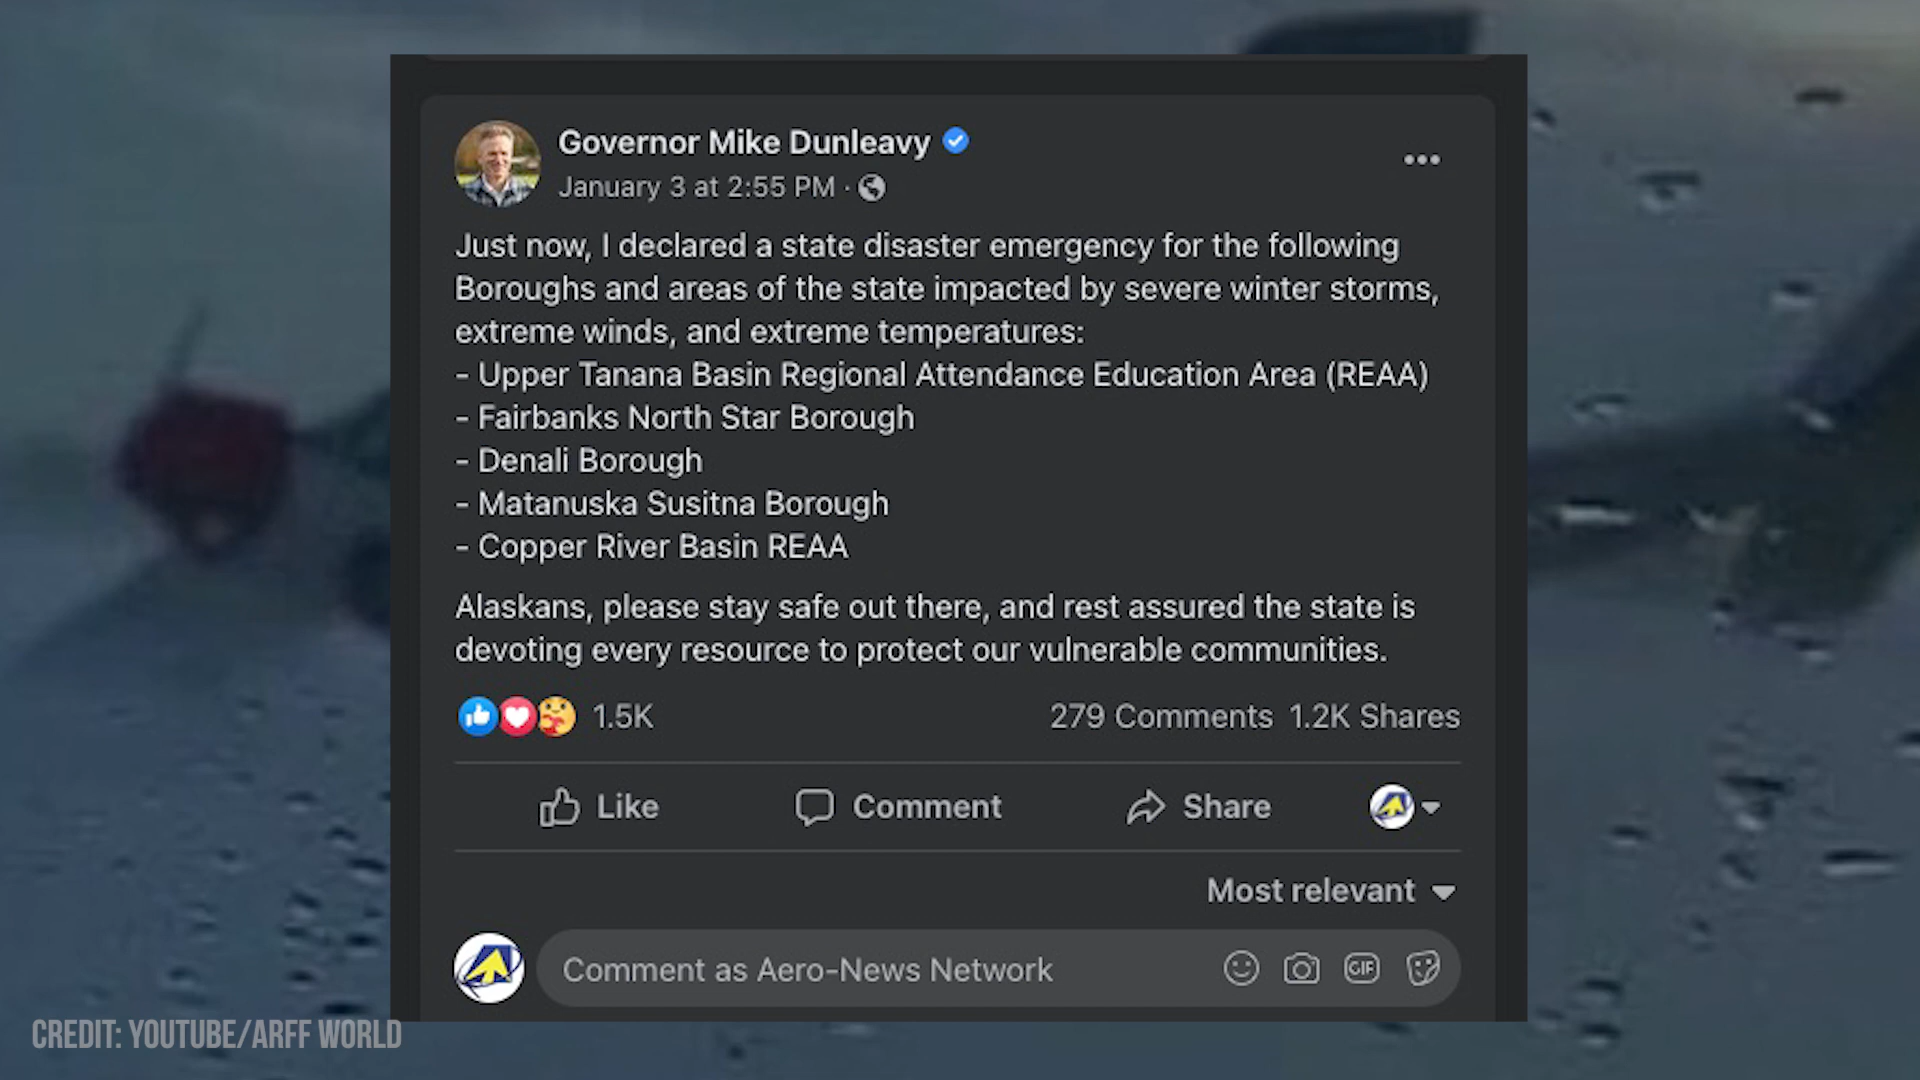 Governor Mike Dunleavy
January 3 at 2:55 PM ·
Just now, I declared a state disaster emergency for the following
Boroughs and areas of the state impacted by severe winter storms,
extreme winds, and extreme temperatures:
- Upper Tanana Basin Regional Attendance Education Area (REAA)
- Fairbanks North Star Borough
- Denali Borough
- Matanuska Susitna Borough
- Copper River Basin REAA
Alaskans, please stay safe out there, and rest assured the state is
devoting every resource to protect our vulnerable communities.
1.5K 279 Comments 1.2K Shares
Like Comment Share
Most relevant
Comment as Aero-News Network GIF
CREDIT: YOUTUBE/ARFF WORLD